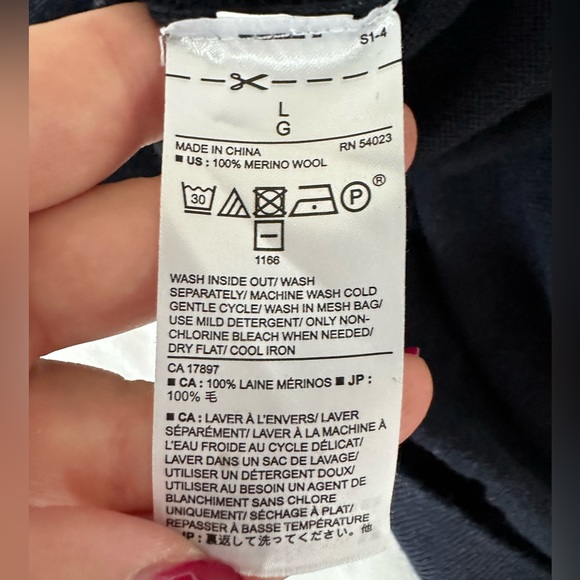 S1-4
L
G
MADE IN CHINA RN 54023
■ US : 100% MERINO WOOL
30 P ®
1166
WASH INSIDE OUT/ WASH
SEPARATELY/ MACHINE WASH COLD
GENTLE CYCLE/ WASH IN MESH BAG/
USE MILD DETERGENT/ ONLY NON-
CHLORINE BLEACH WHEN NEEDED/
DRY FLAT/ COOL IRON
CA 17897
■ CA : 100% LAINE MÉRINOS ■ JP :
100% 毛
■ CA : LAVER À L'ENVERS/ LAVER
SÉPARÉMENT/ LAVER À LA MACHINE À
L'EAU FROIDE AU CYCLE DÉLICAT/
LAVER DANS UN SAC DE LAVAGE/
UTILISER UN DÉTERGENT DOUX/
UTILISER AU BESOIN UN AGENT DE
BLANCHIMENT SANS CHLORE
UNIQUEMENT/ SÉCHAGE À PLAT/
REPASSER À BASSE TEMPÉRATURE
JP : 裏返して洗ってください。他